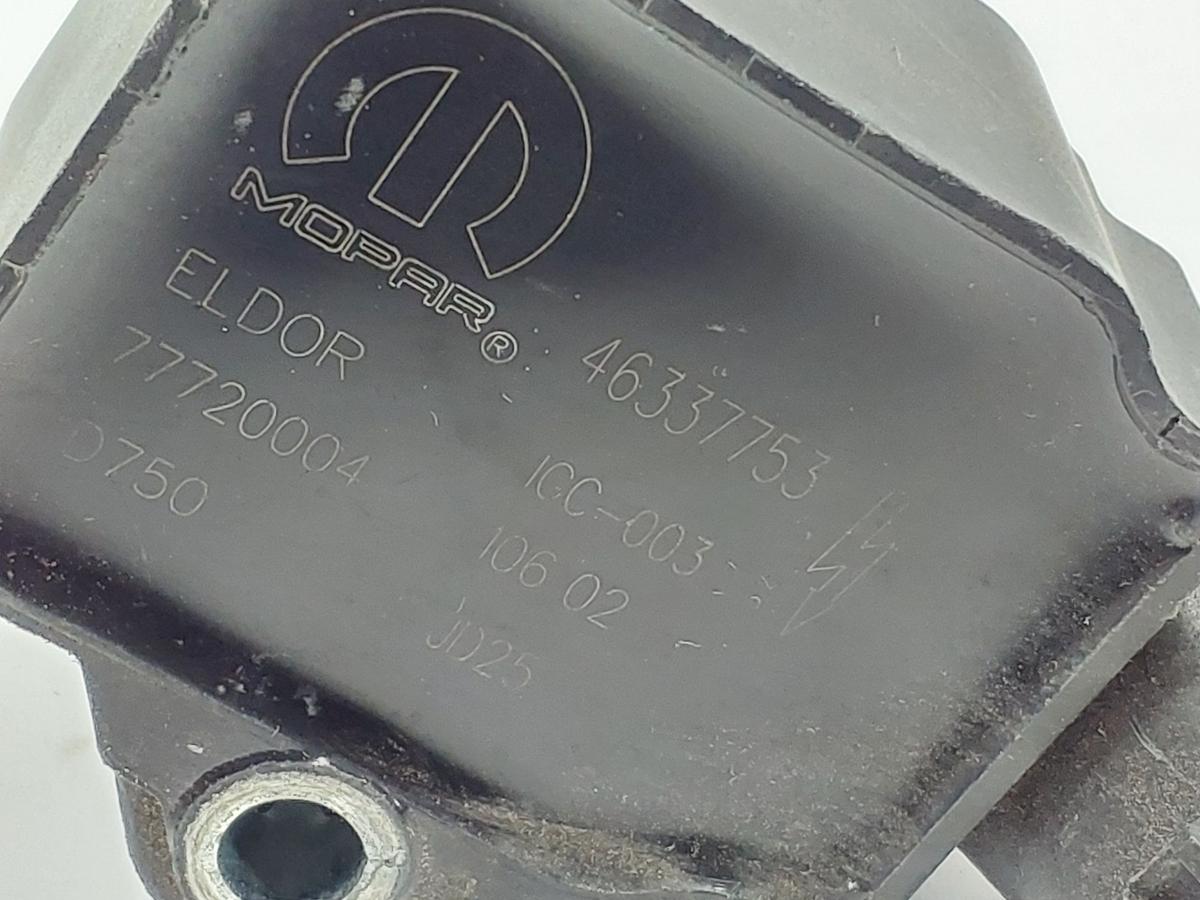 MOPAR®
ELDOR
77720004
D750
46337753
IGC-003
106 02
JD25